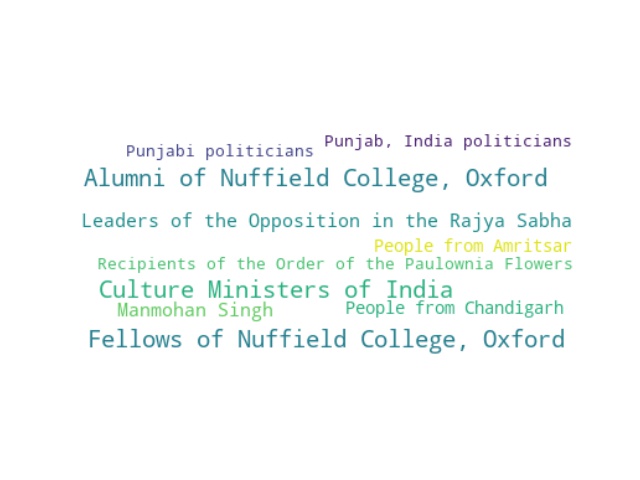 Punjab, India politicians
Punjabi politicians
Alumni of Nuffield College, Oxford
Leaders of the Opposition in the Rajya Sabha
People from Amritsar
Recipients of the Order of the Paulownia Flowers
Culture Ministers of India
Manmohan Singh
People from Chandigarh
Fellows of Nuffield College, Oxford